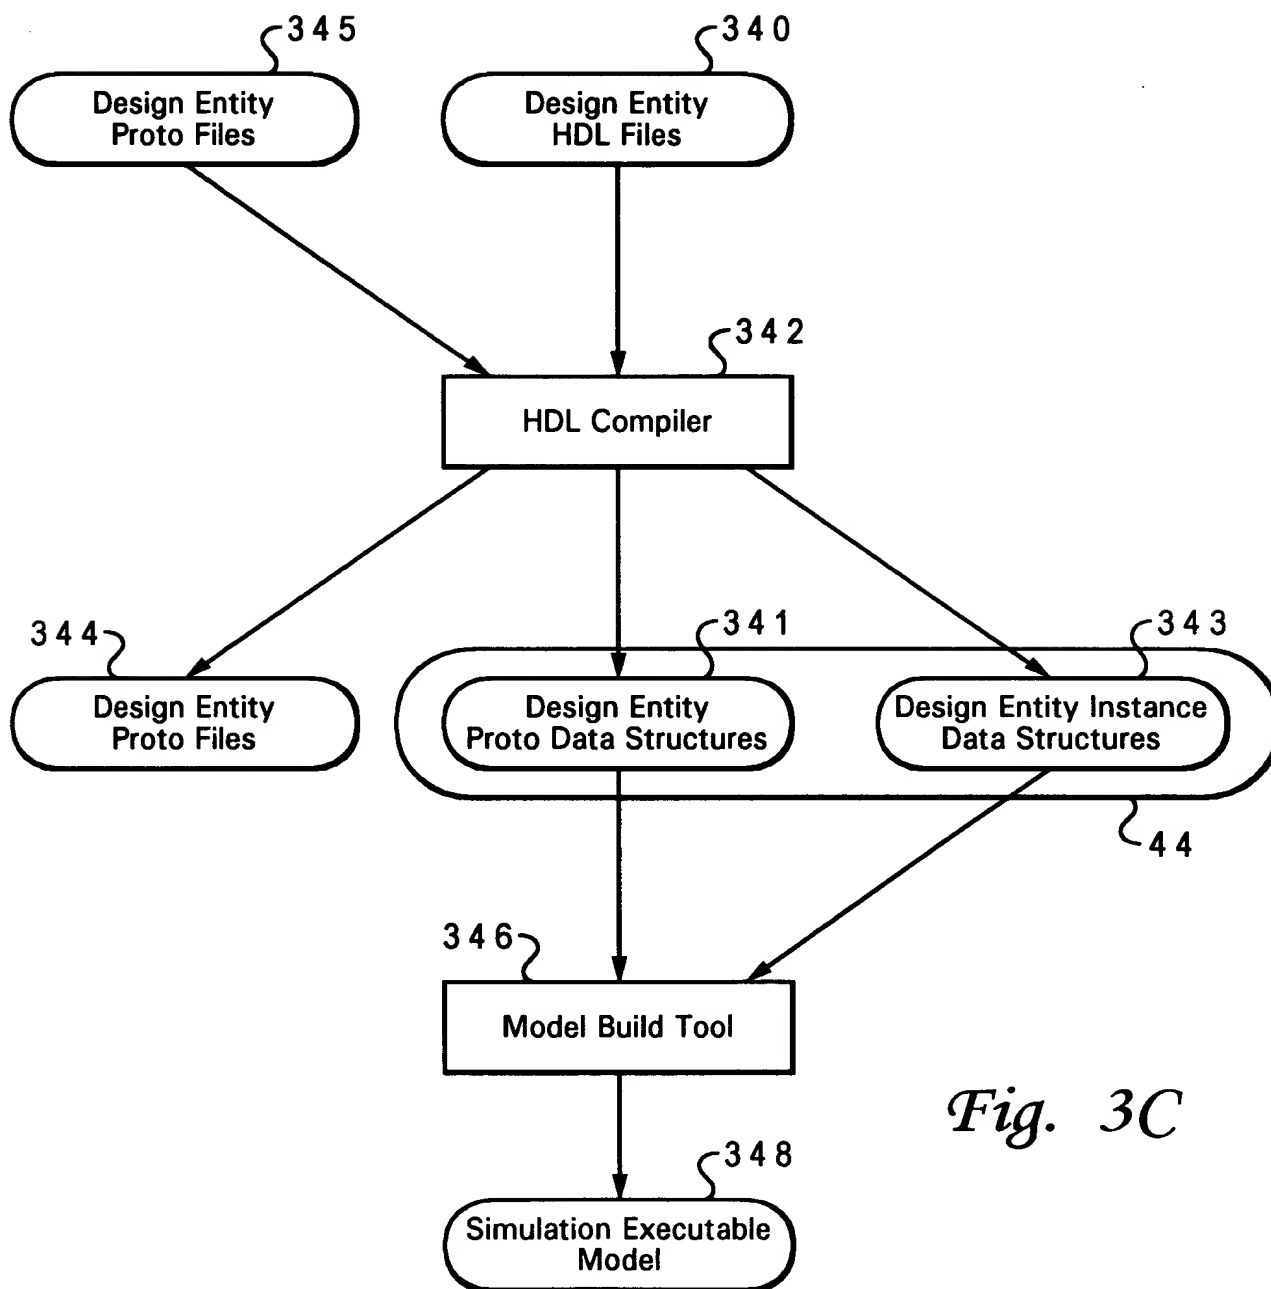 345
340
Design Entity
Proto Files
Design Entity
HDL Files
342
HDL Compiler
344
341
343
Design Entity
Proto Files
Design Entity
Proto Data Structures
Design Entity Instance
Data Structures
44
346
Model Build Tool
Fig. 3C
348
Simulation Executable
Model